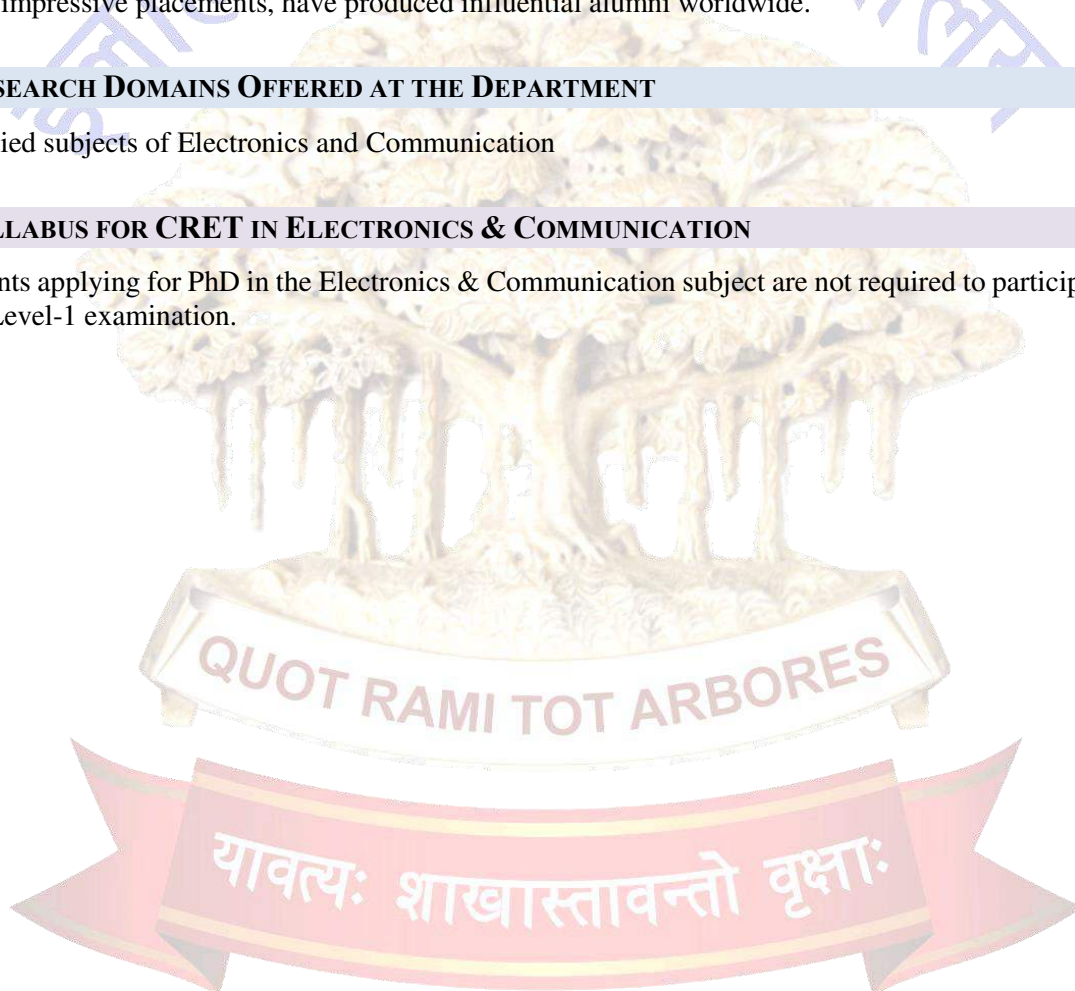 impressive placements, have produced influential alumni worldwide.
SEARCH DOMAINS OFFERED AT THE DEPARTMENT
ied subjects of Electronics and Communication
LLABUS FOR CRET IN ELECTRONICS & COMMUNICATION
nts applying for PhD in the Electronics & Communication subject are not required to particip
Level-1 examination.
QUOT RAMI TOT ARBORES
यावत्यः शाखास्तावन्तो वृक्षाः